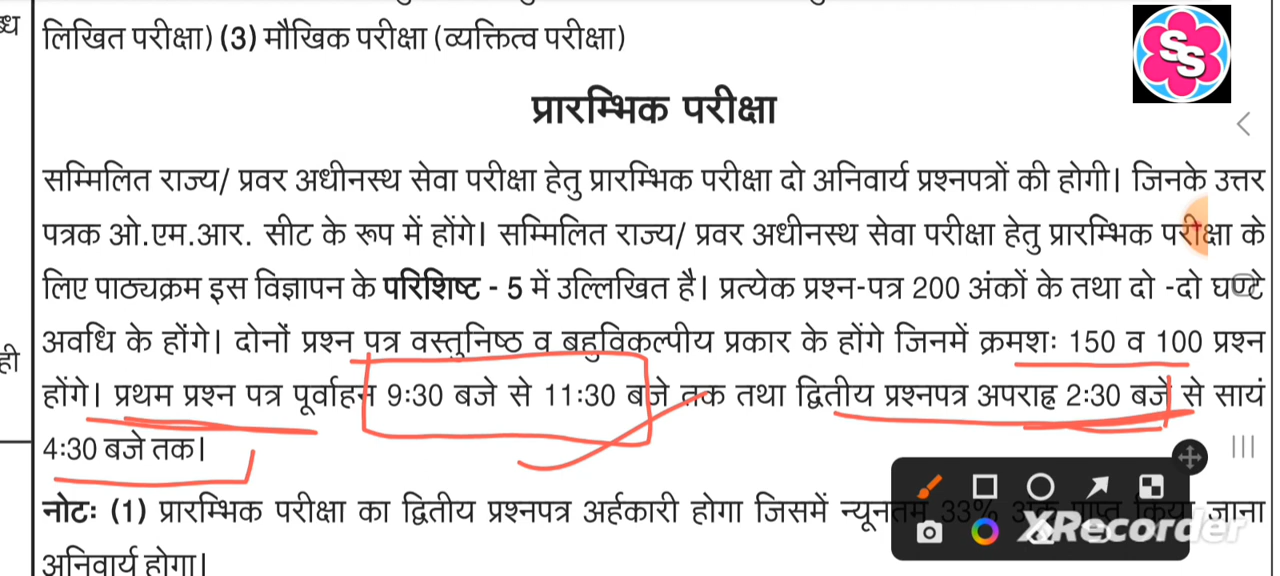 ब्ध
लिखित परीक्षा) (3) मौखिक परीक्षा (व्यक्तित्व परीक्षा)
SS
प्रारम्भिक परीक्षा
सम्मिलित राज्य/ प्रवर अधीनस्थ सेवा परीक्षा हेतु प्रारम्भिक परीक्षा दो अनिवार्य प्रश्नपत्रों की होगी। जिनके उत्तर
पत्रक ओ.एम.आर. सीट के रूप में होंगे। सम्मिलित राज्य/ प्रवर अधीनस्थ सेवा परीक्षा हेतु प्रारम्भिक परीक्षा के
लिए पाठ्यक्रम इस विज्ञापन के परिशिष्ट - 5 में उल्लिखित है। प्रत्येक प्रश्न-पत्र 200 अंकों के तथा दो -दो घण्टे
अवधि के होंगे। दोनों प्रश्न पत्र वस्तुनिष्ठ व बहुविकल्पीय प्रकार के होंगे जिनमें क्रमशः 150 व 100 प्रश्न
ही
होंगे। प्रथम प्रश्न पत्र पूर्वाहन 9:30 बजे से 11:30 बजे तक तथा द्वितीय प्रश्नपत्र अपराह्न 2:30 बजे से सायं
4:30 बजे तक।
नोटः (1) प्रारम्भिक परीक्षा का द्वितीय प्रश्नपत्र अर्हकारी होगा जिसमें न्यूनतम 33% अंक प्राप्त किया जाना
XRecorder
अनिवार्य होगा।